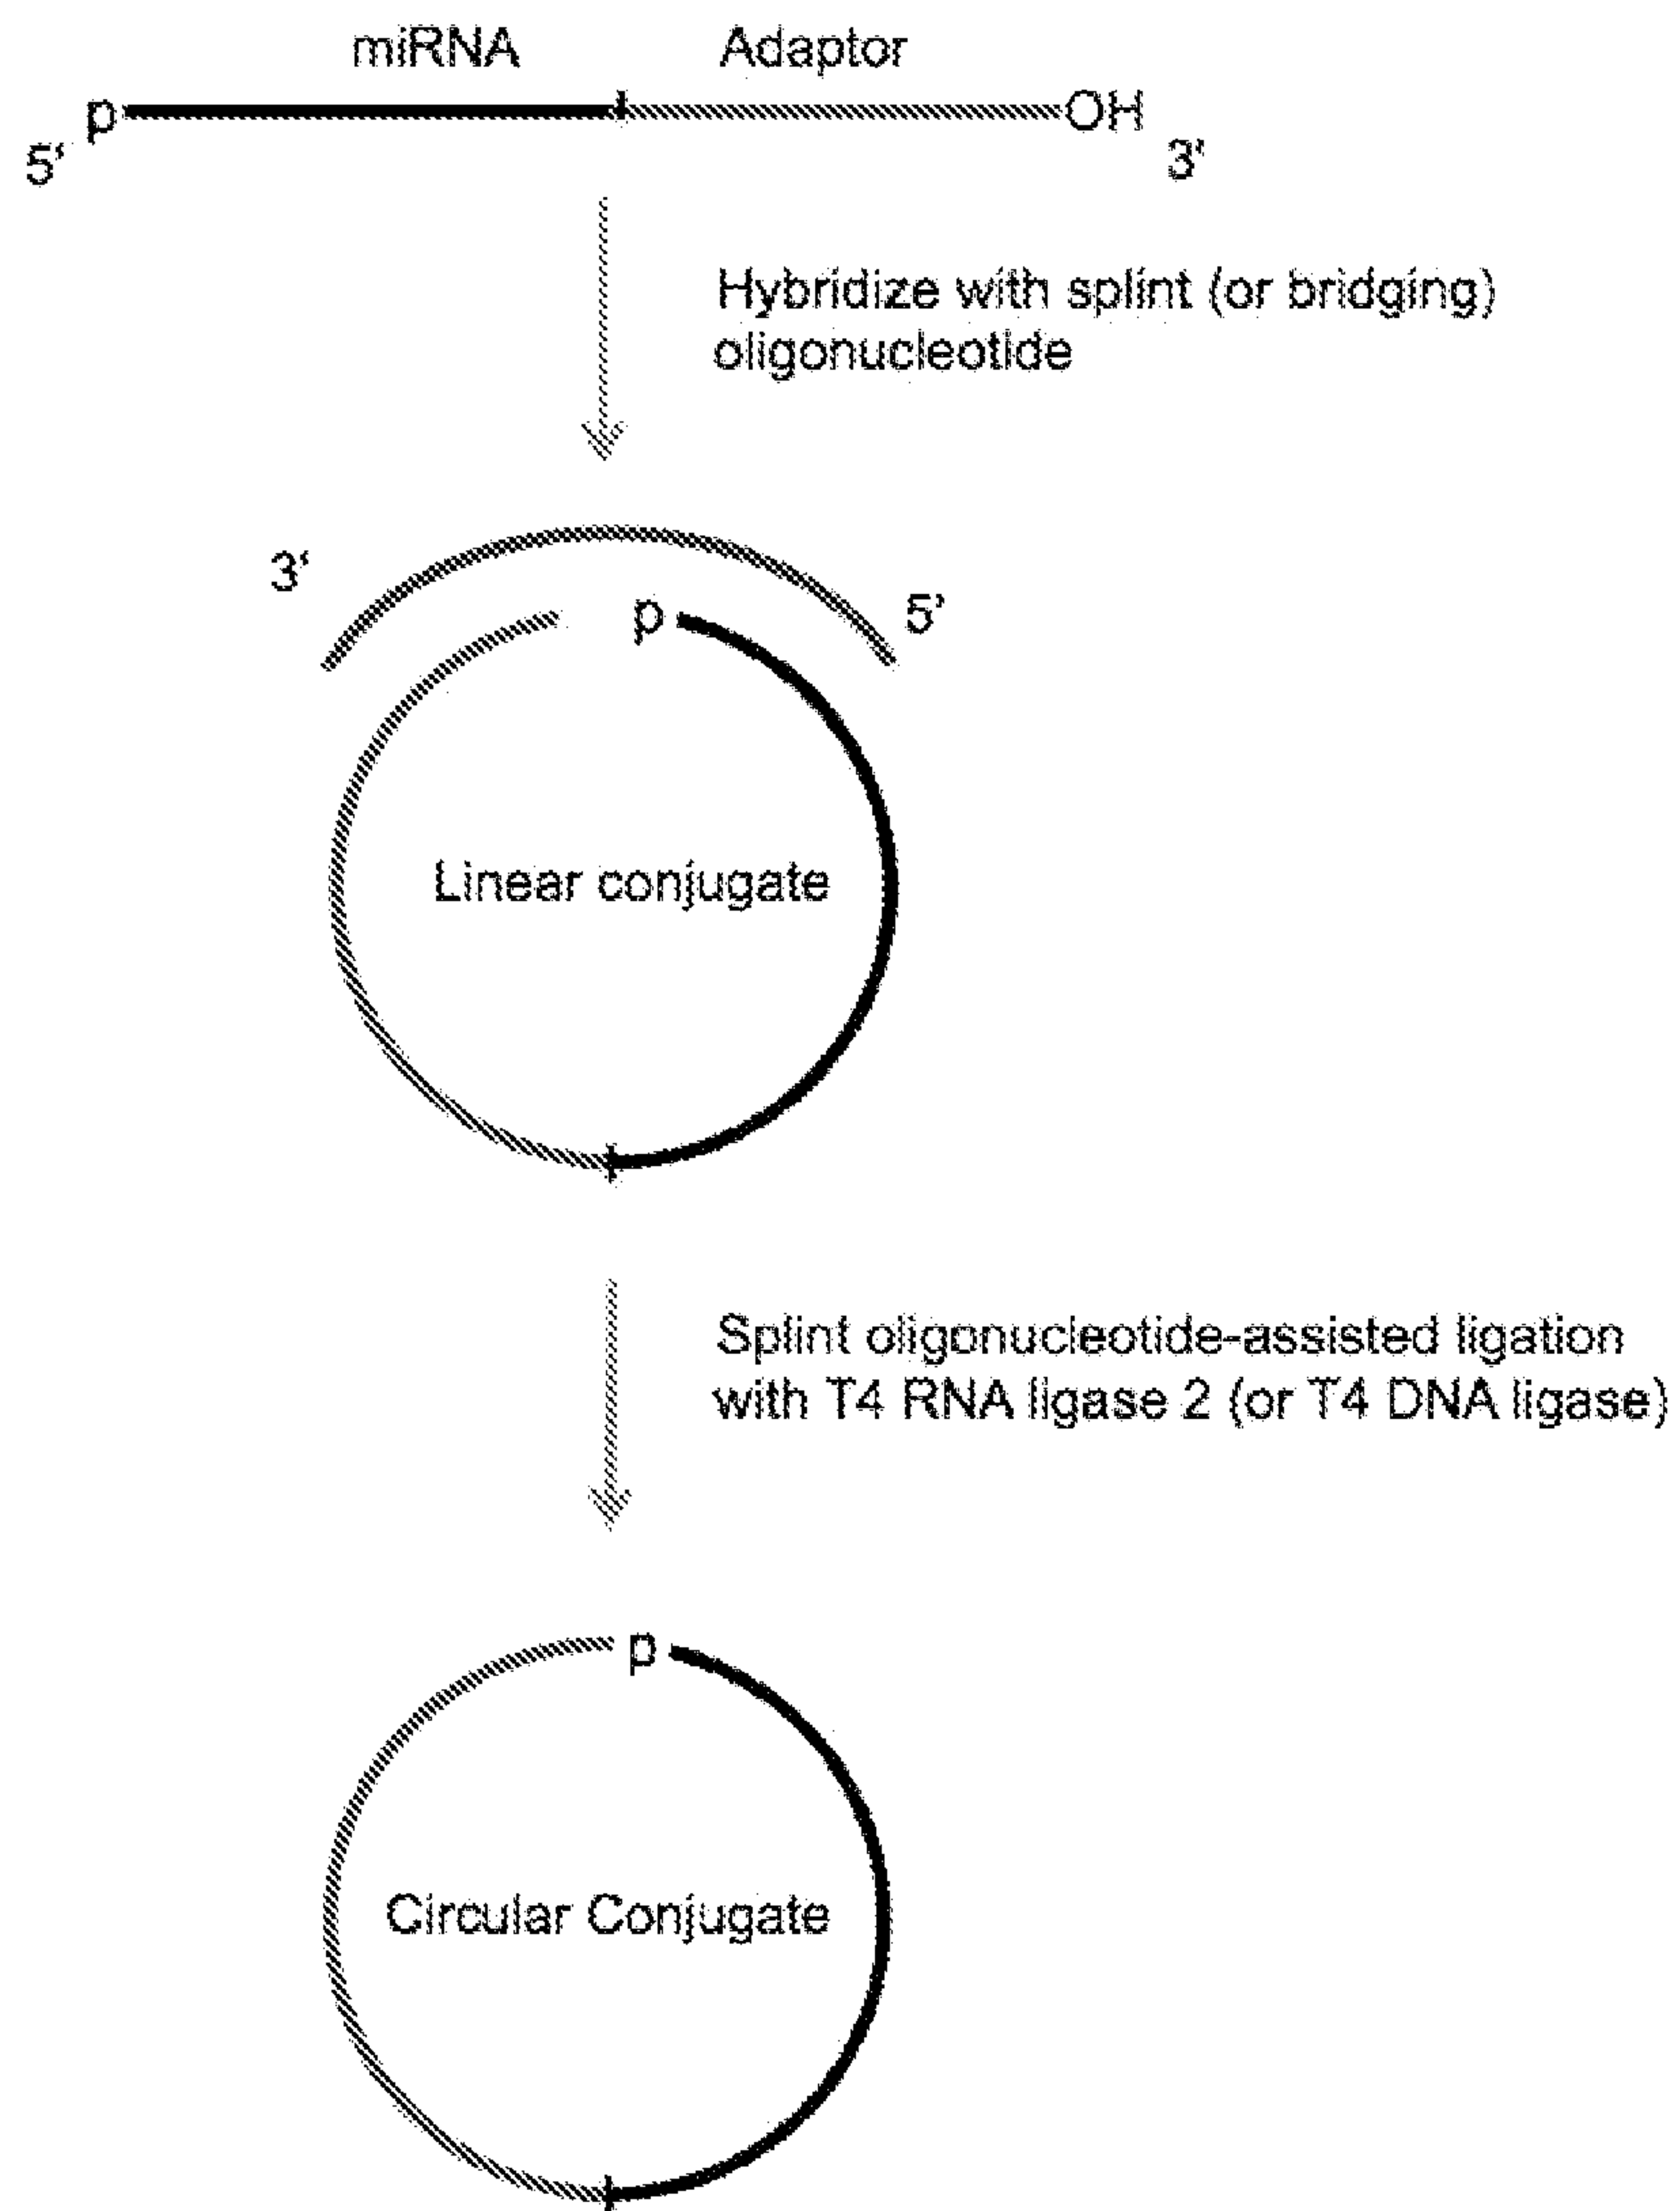 miRNA Adaptor
p OH
5' 3'
Hybridize with splint (or bridging)
oligonucleotide
3' p 5'
Linear conjugate
Splint oligonucleotide-assisted ligation
with T4 RNA ligase 2 (or T4 DNA ligase)
p
Circular Conjugate